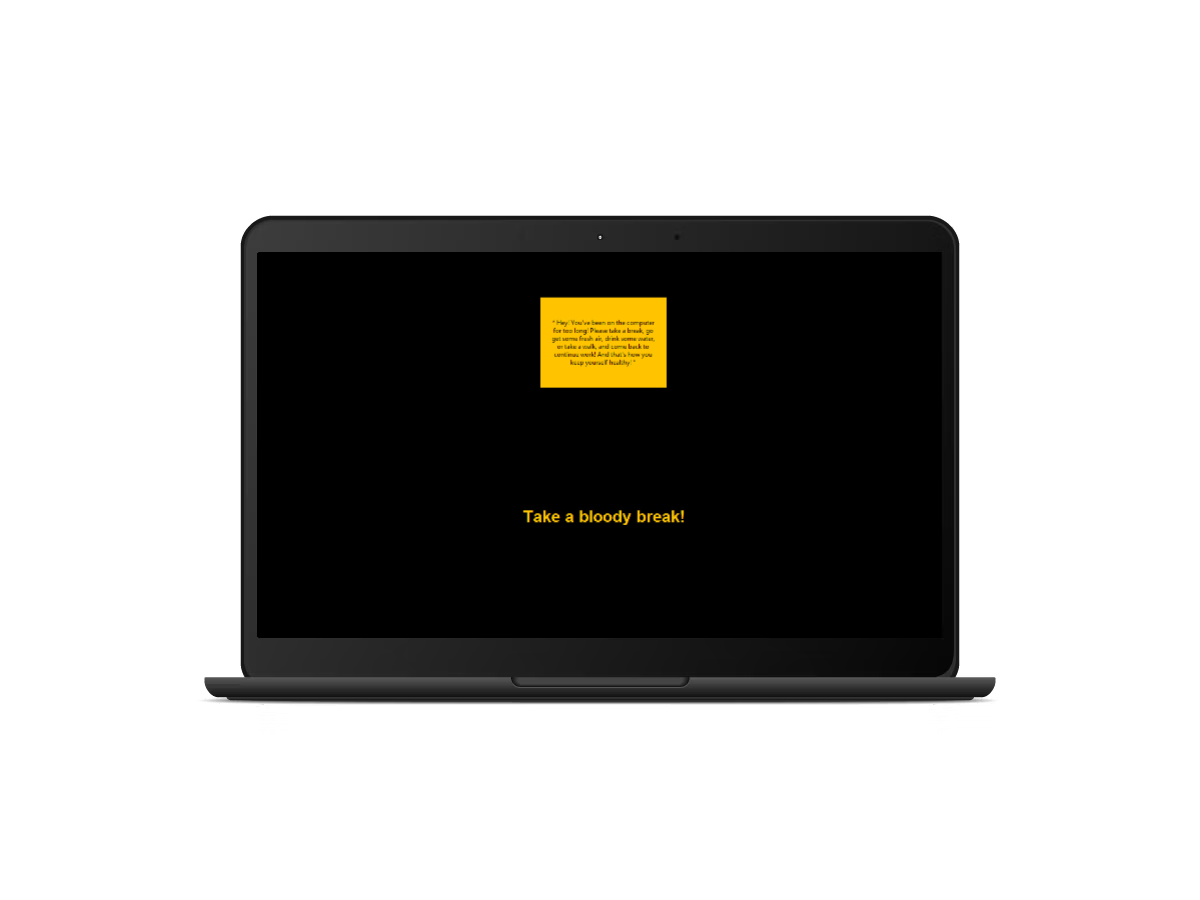 " Hey! You've been on the computer
for too long! Please take a break, go
get some fresh air, drink some water,
or take a walk, and come back to
continue work! And that's how you
keep yourself healthy! "
Take a bloody break!